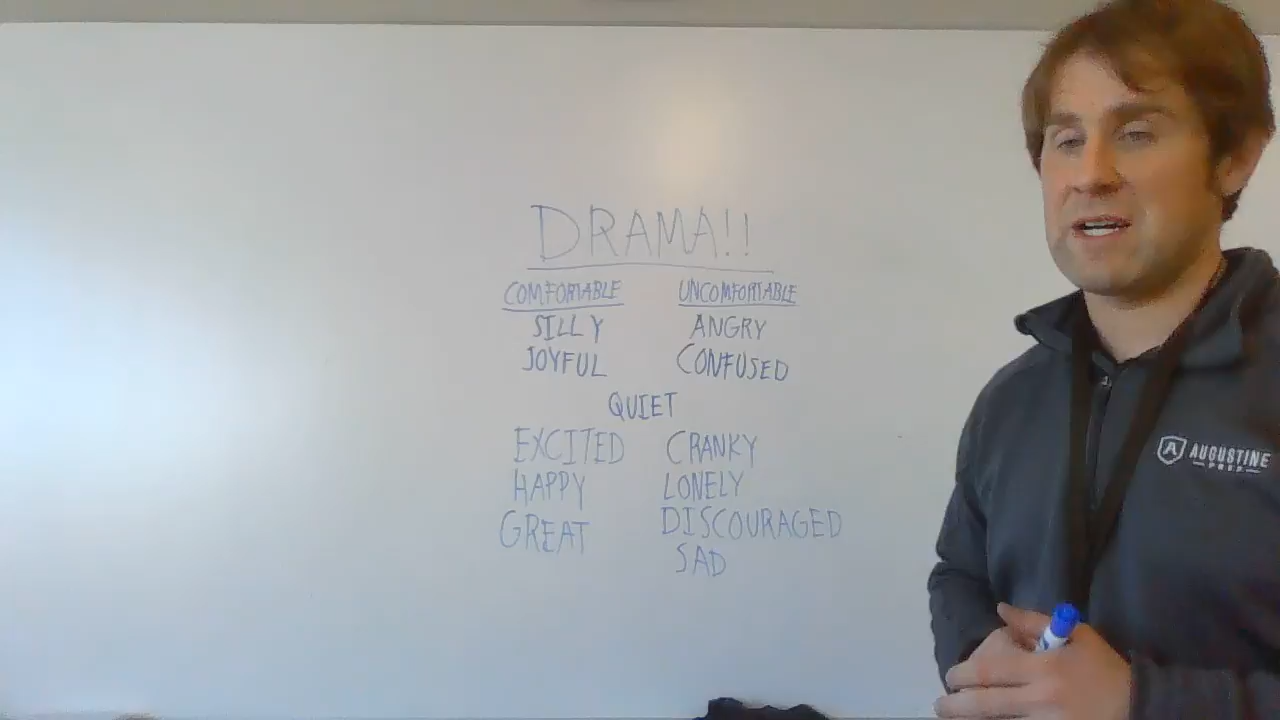 DRAMA!!
COMFORTABLE UNCOMFORTABLE
SILLY ANGRY
JOYFUL CONFUSED
QUIET
EXCITED CRANKY
HAPPY LONELY
GREAT DISCOURAGED
SAD
AUGUSTINE
PREP